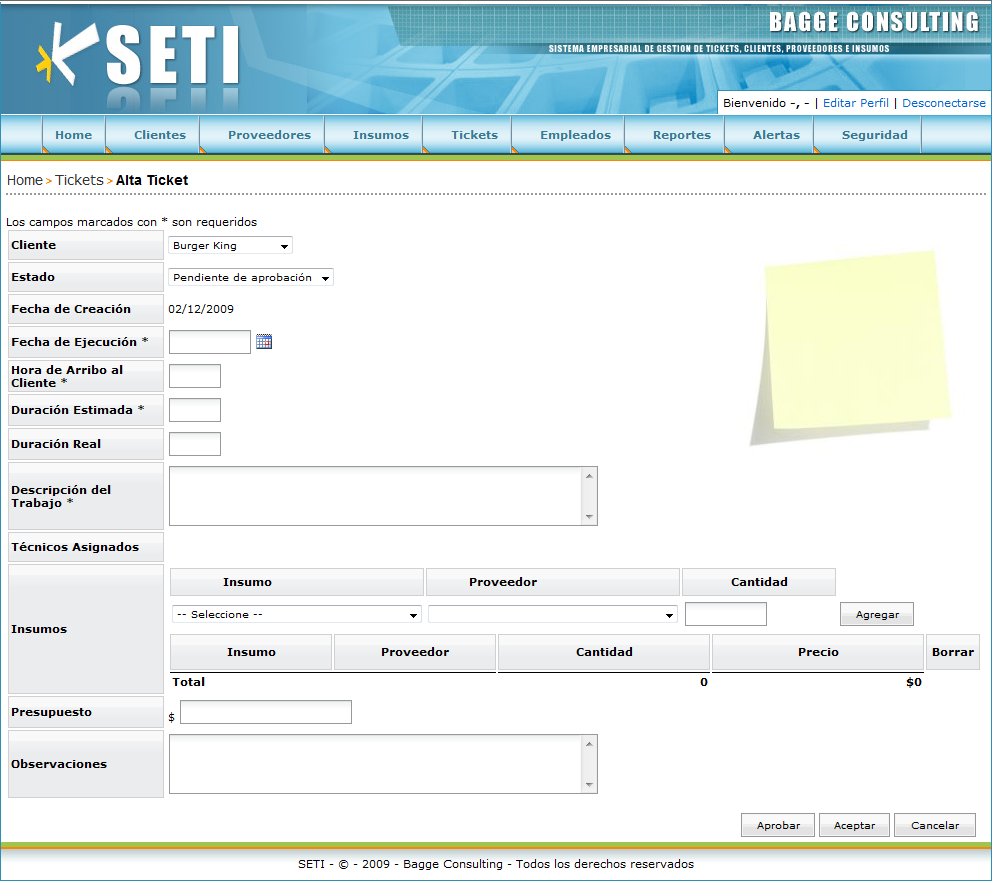 SETI
BAGGE CONSULTING
SISTEMA EMPRESARIAL DE GESTION DE TICKETS, CLIENTES, PROVEEDORES E INSUMOS
Bienvenido -, - | Editar Perfil | Desconectarse
Home Clientes Proveedores Insumos Tickets Empleados Reportes Alertas Seguridad
Home > Tickets > Alta Ticket
Los campos marcados con * son requeridos
Cliente Burger King
Estado Pendiente de aprobación
Fecha de Creación 02/12/2009
Fecha de Ejecución *
Hora de Arribo al
Cliente *
Duración Estimada *
Duración Real
Descripción del
Trabajo *
Técnicos Asignados
Insumos
Insumo Proveedor Cantidad
-- Seleccione -- Agregar
Insumo Proveedor Cantidad Precio Borrar
Total 0 $0
Presupuesto $
Observaciones
Aprobar Aceptar Cancelar
SETI - © - 2009 - Bagge Consulting - Todos los derechos reservados